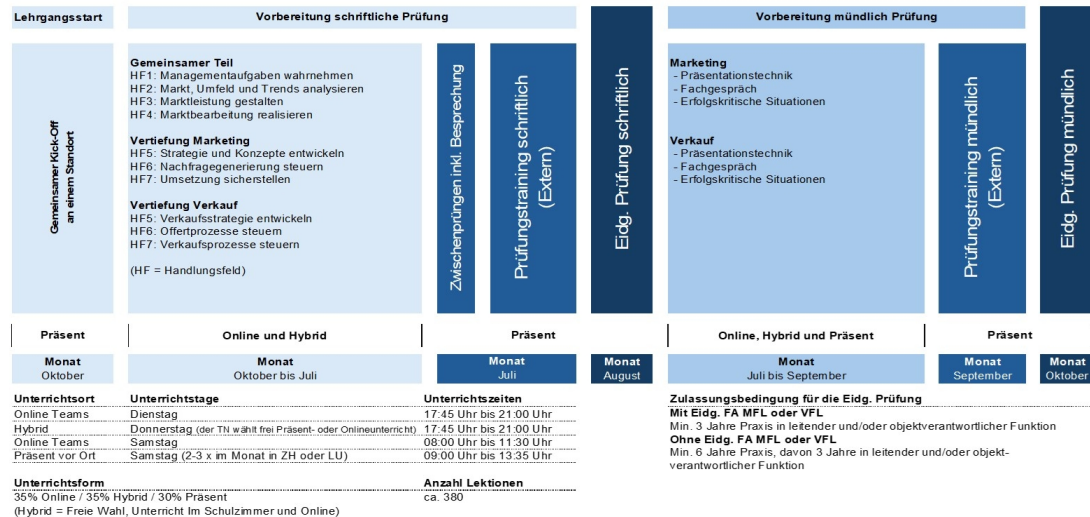 Lehrgangsstart
Vorbereitung schriftliche Prüfung
Vorbereitung mündlich Prüfung
Gemeinsamer Kick-Off
an einem Standort
Gemeinsamer Teil
HF1: Managementaufgaben wahrnehmen
HF2: Markt, Umfeld und Trends analysieren
HF3: Marktleistung gestalten
HF4: Marktbearbeitung realisieren
Vertiefung Marketing
HF5: Strategie und Konzepte entwickeln
HF6: Nachfragegenerierung steuern
HF7: Umsetzung sicherstellen
Vertiefung Verkauf
HF5: Verkaufsstrategie entwickeln
HF6: Offertprozesse steuern
HF7: Verkaufsprozesse steuern
(HF = Handlungsfeld)
Zwischenprüngen inkl. Besprechung
Prüfungstraining schriftlich
(Extern)
Eidg. Prüfung schriftlich
Marketing
- Präsentationstechnik
- Fachgespräch
- Erfolgskritische Situationen
Verkauf
- Präsentationstechnik
- Fachgespräch
- Erfolgskritische Situationen
Prüfungstraining mündlich
(Extern)
Eidg. Prüfung mündlich
Präsent
Online und Hybrid
Präsent
Online, Hybrid und Präsent
Präsent
Monat
Oktober
Monat
Oktober bis Juli
Monat
Juli
Monat
August
Monat
Juli bis September
Monat
September
Monat
Oktober
Unterrichtsort Unterrichtstage Unterrichtszeiten
Online Teams Dienstag 17:45 Uhr bis 21:00 Uhr
Hybrid Donnerstag (der TN wählt frei Präsent- oder Onlineunterricht) 17:45 Uhr bis 21:00 Uhr
Online Teams Samstag 08:00 Uhr bis 11:30 Uhr
Präsent vor Ort Samstag (2-3 x im Monat in ZH oder LU) 09:00 Uhr bis 13:35 Uhr
Unterrichtsform Anzahl Lektionen
35% Online / 35% Hybrid / 30% Präsent ca. 380
(Hybrid = Freie Wahl, Unterricht Im Schulzimmer und Online)
Zulassungsbedingung für die Eidg. Prüfung
Mit Eidg. FA MFL oder VFL
Min. 3 Jahre Praxis in leitender und/oder objektverantwortlicher Funktion
Ohne Eidg. FA MFL oder VFL
Min. 6 Jahre Praxis, davon 3 Jahre in leitender und/oder objekt-
verantwortlicher Funktion